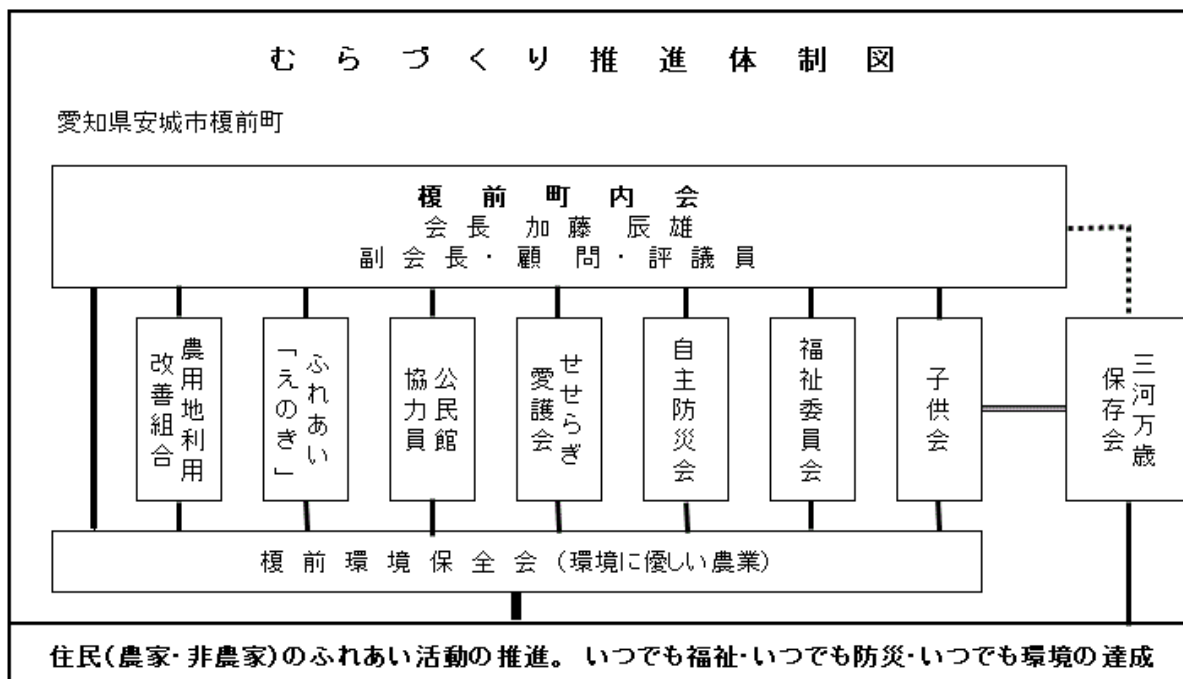 むらづくり推進体制図
愛知県安城市榎前町
榎前町内会
会長 加藤 辰雄
副会長・顧問・評議員
農用地利用
改善組合
ふれあい
「えのき」
公民館
協力員
せせらぎ
愛護会
自主防災会
福祉委員会
子供会
三河万歳
保存会
榎前環境保全会(環境に優しい農業)
住民(農家・非農家)のふれあい活動の推進。 いつでも福祉・いつでも防災・いつでも環境の達成